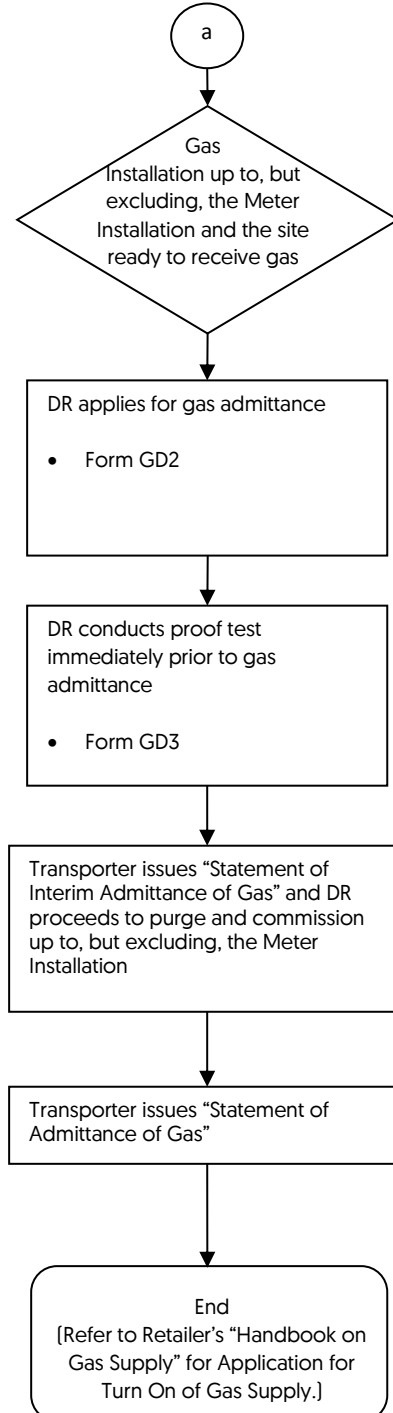 a
Gas
Installation up to, but
excluding, the Meter
Installation and the site
ready to receive gas
DR applies for gas admittance
• Form GD2
DR conducts proof test
immediately prior to gas
admittance
• Form GD3
Transporter issues “Statement of
Interim Admittance of Gas” and DR
proceeds to purge and commission
up to, but excluding, the Meter
Installation
Transporter issues “Statement of
Admittance of Gas”
End
(Refer to Retailer’s “Handbook on
Gas Supply” for Application for
Turn On of Gas Supply.)